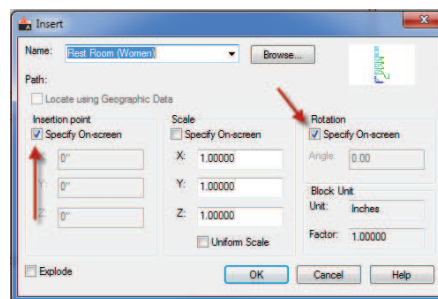 Insert
Name: Rest Room (Women) Browse...
Path:
Locate using Geographic Data
Insertion point Scale Rotation
Specify On-screen Specify On-screen Specify On-screen
X: 0" X: 1.00000 Angle: 0.00
Y: 0" Y: 1.00000 Block Unit
Unit: Inches
Z: 0" Z: 1.00000
Factor: 1.00000
Uniform Scale
Explode OK Cancel Help